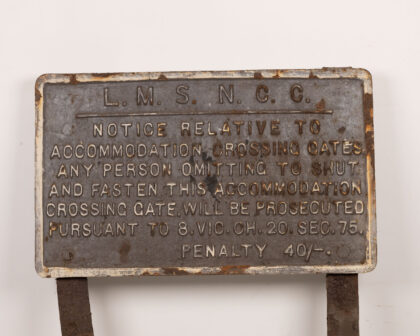 L. M. S. N. C. C.
NOTICE RELATIVE TO
ACCOMMODATION CROSSING GATES
ANY PERSON OMITTING TO SHUT
AND FASTEN THIS ACCOMMODATION
CROSSING GATE, WILL BE PROSECUTED
PURSUANT TO 8. VIC. CH. 20. SEC. 75.
PENALTY 40/-.